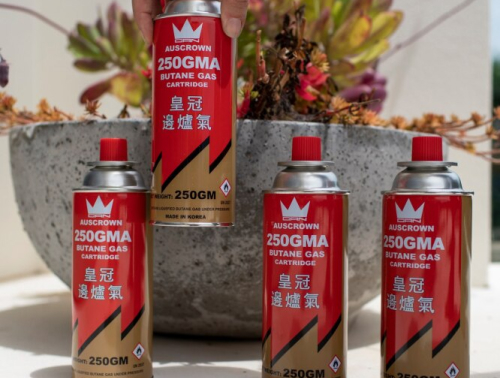 AUSCROWN
250GMA
BUTANE GAS
CARTRIDGE
皇冠
邊爐氣
250GM
MADE IN KOREA
AUSCROWN
250GMA
BUTANE GAS
CARTRIDGE
皇冠
邊爐氣
250GM
AUSCROWN
250GMA
BUTANE GAS
CARTRIDGE
皇冠
邊爐氣
250GM
AUSCROWN
250GMA
BUTANE GAS
CARTRIDGE
皇冠
邊爐氣
250GM